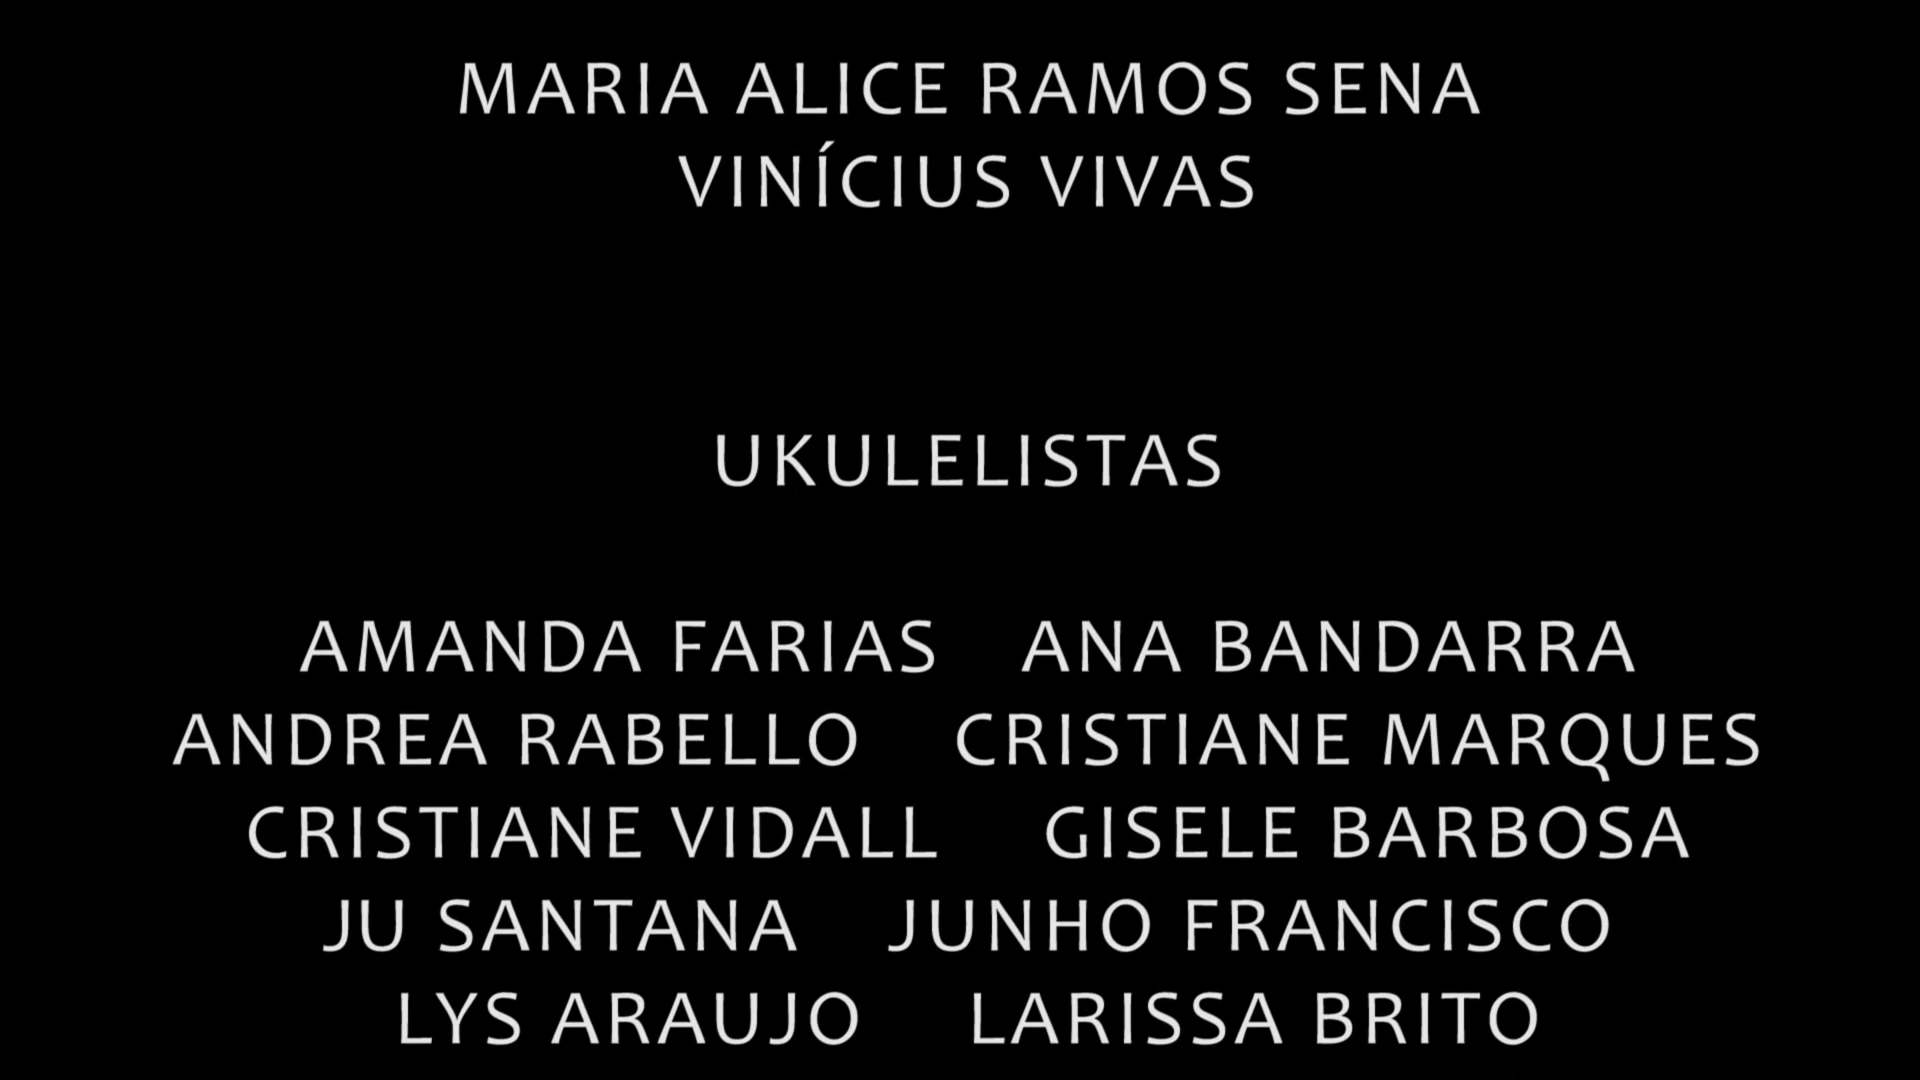 MARIA ALICE RAMOS SENA
VINÍCIUS VIVAS
UKULELISTAS
AMANDA FARIAS ANA BANDARRA
ANDREA RABELLO CRISTIANE MARQUES
CRISTIANE VIDALL GISELE BARBOSA
JU SANTANA JUNHO FRANCISCO
LYS ARAUJO LARISSA BRITO